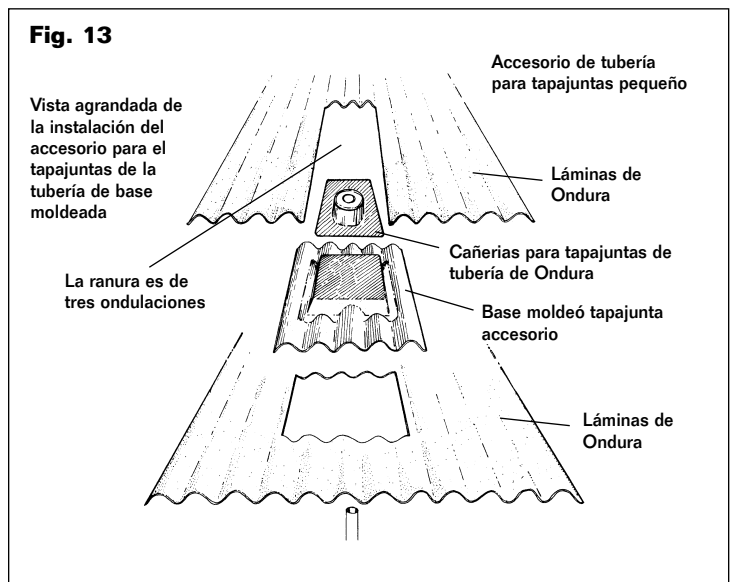 Fig. 13
Accesorio de tubería
para tapajuntas pequeño
Vista agrandada de
la instalación del
accesorio para el
tapajuntas de la
tubería de base
moldeada
Láminas de
Ondura
Cañerias para tapajuntas de
tubería de Ondura
La ranura es de
tres ondulaciones
Base moldeó tapajunta
accesorio
Láminas de
Ondura